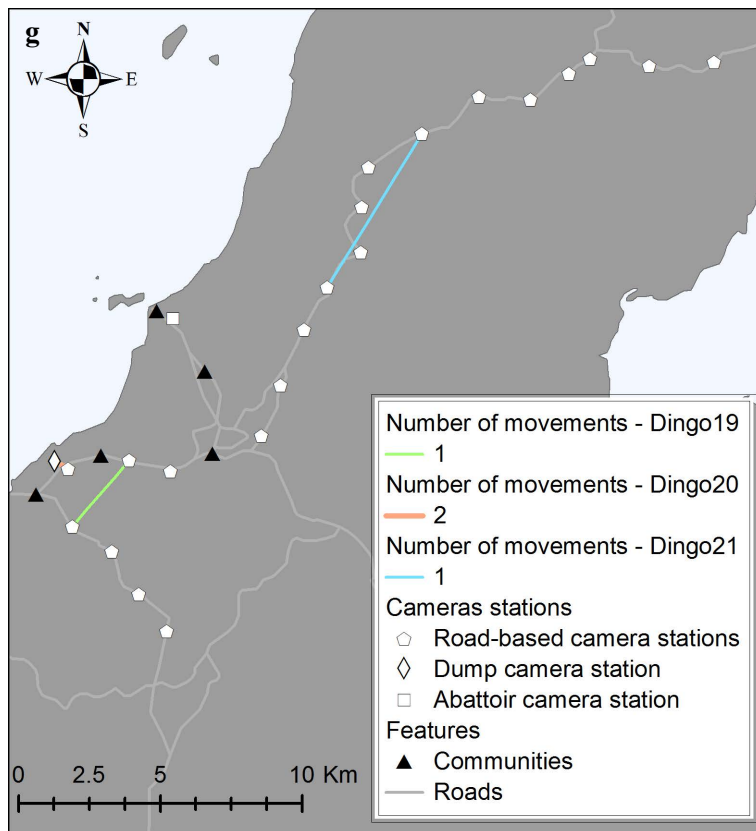 g
N
W E
S
Number of movements - Dingo19
1
Number of movements - Dingo20
2
Number of movements - Dingo21
1
Cameras stations
Road-based camera stations
Dump camera station
Abattoir camera station
Features
Communities
Roads
0 2.5 5 10 Km